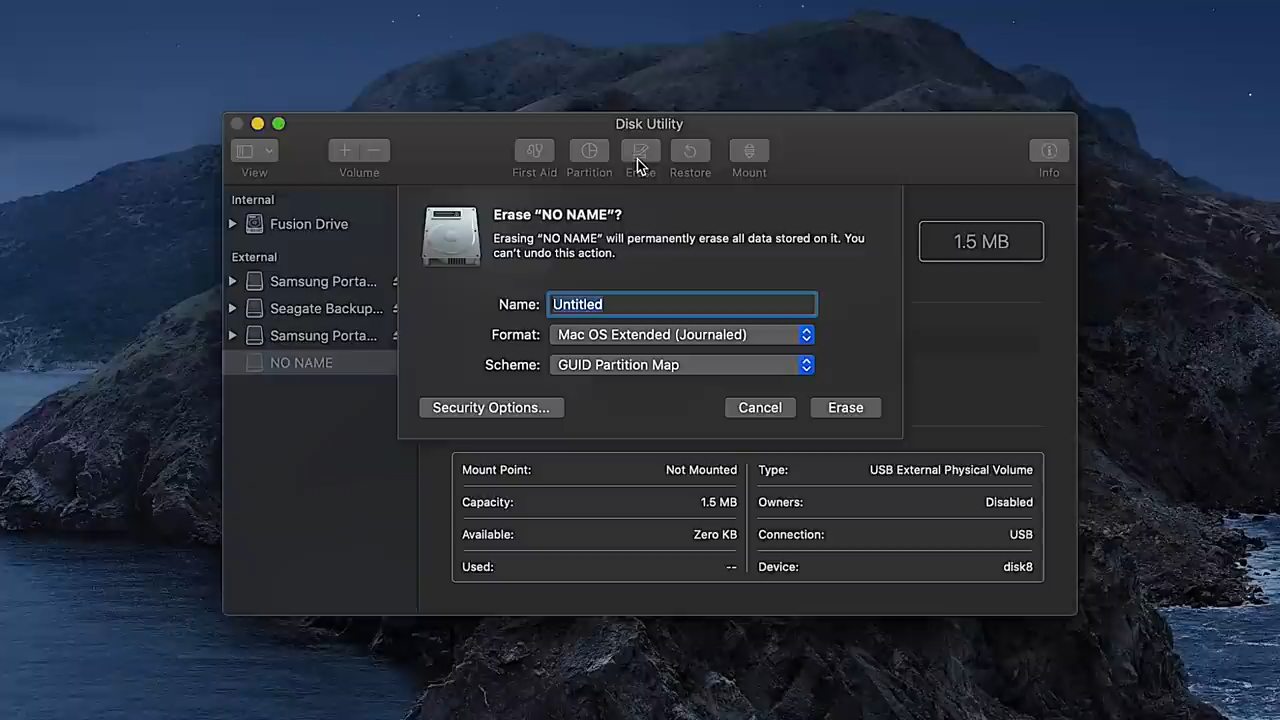 Disk Utility
View
Volume
First Aid
Partition
Erase
Restore
Mount
Info
Internal
Fusion Drive
External
Samsung Porta...
Seagate Backup...
Samsung Porta...
NO NAME
Erase “NO NAME”?
Erasing “NO NAME” will permanently erase all data stored on it. You
can’t undo this action.
Name: Untitled
Format: Mac OS Extended (Journaled)
Scheme: GUID Partition Map
Security Options...
Cancel
Erase
1.5 MB
Mount Point: Not Mounted
Type: USB External Physical Volume
Capacity: 1.5 MB
Owners: Disabled
Available: Zero KB
Connection: USB
Used: --
Device: disk8